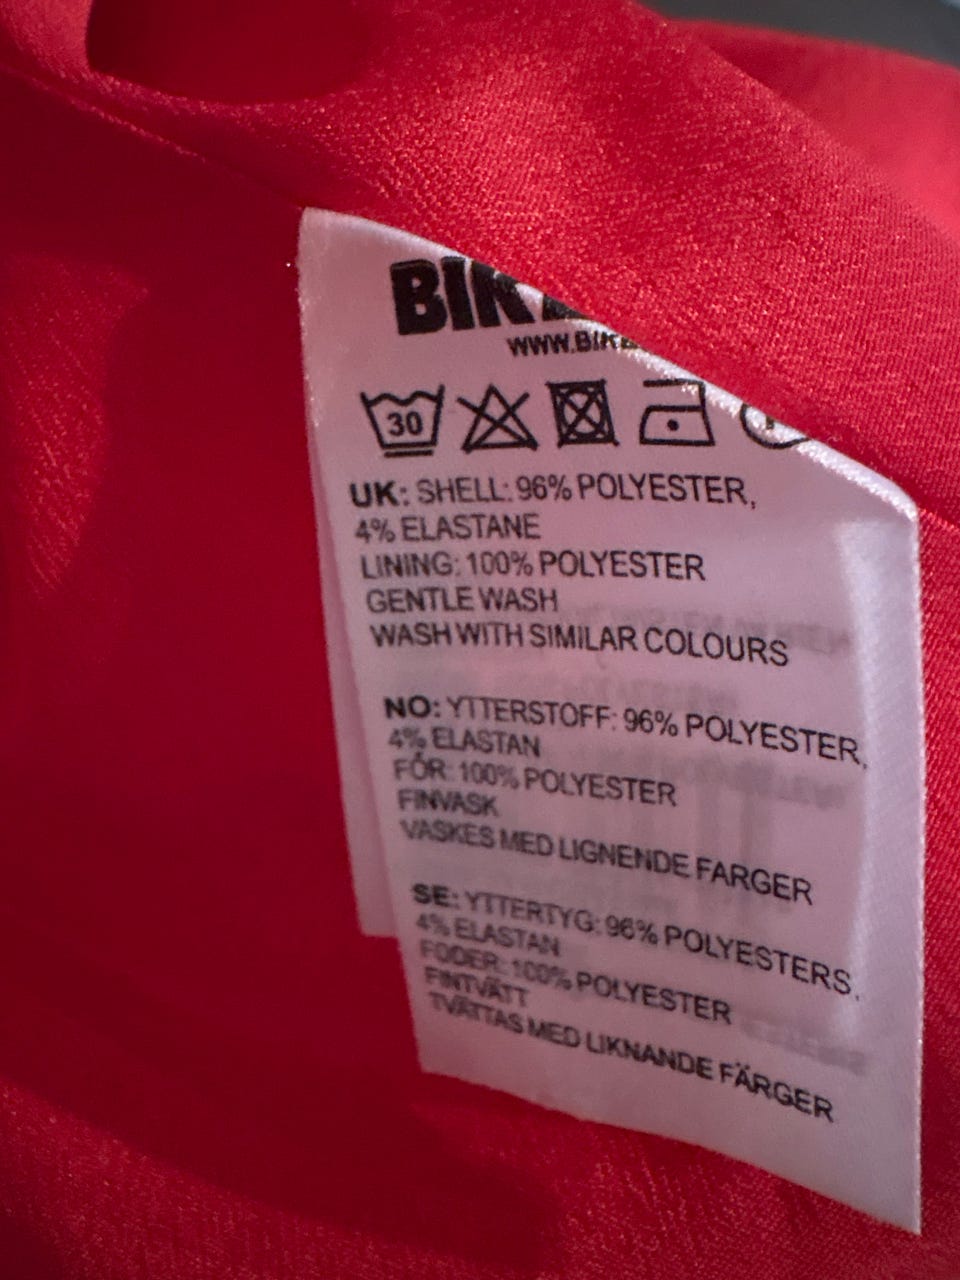 30
UK: SHELL: 96% POLYESTER,
4% ELASTANE
LINING: 100% POLYESTER
GENTLE WASH
WASH WITH SIMILAR COLOURS
NO: YTTERSTOFF: 96% POLYESTER,
4% ELASTAN
FÔR: 100% POLYESTER
FINVASK
VASKES MED LIGNENDE FARGER
SE: YTTERTYG: 96% POLYESTERS,
4% ELASTAN
FODER: 100% POLYESTER
FINTVÄTT
TVÄTTAS MED LIKNANDE FÄRGER